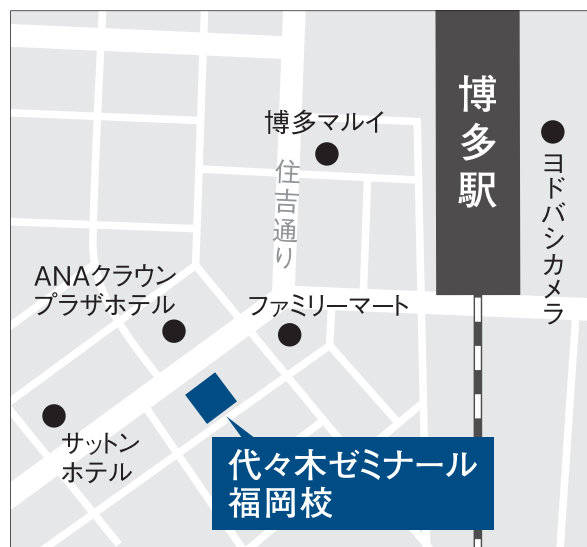 博多駅
博多マルイ
ヨドバシカメラ
住吉通り
ANAクラウン
プラザホテル
ファミリーマート
サットン
ホテル
代々木ゼミナール
福岡校